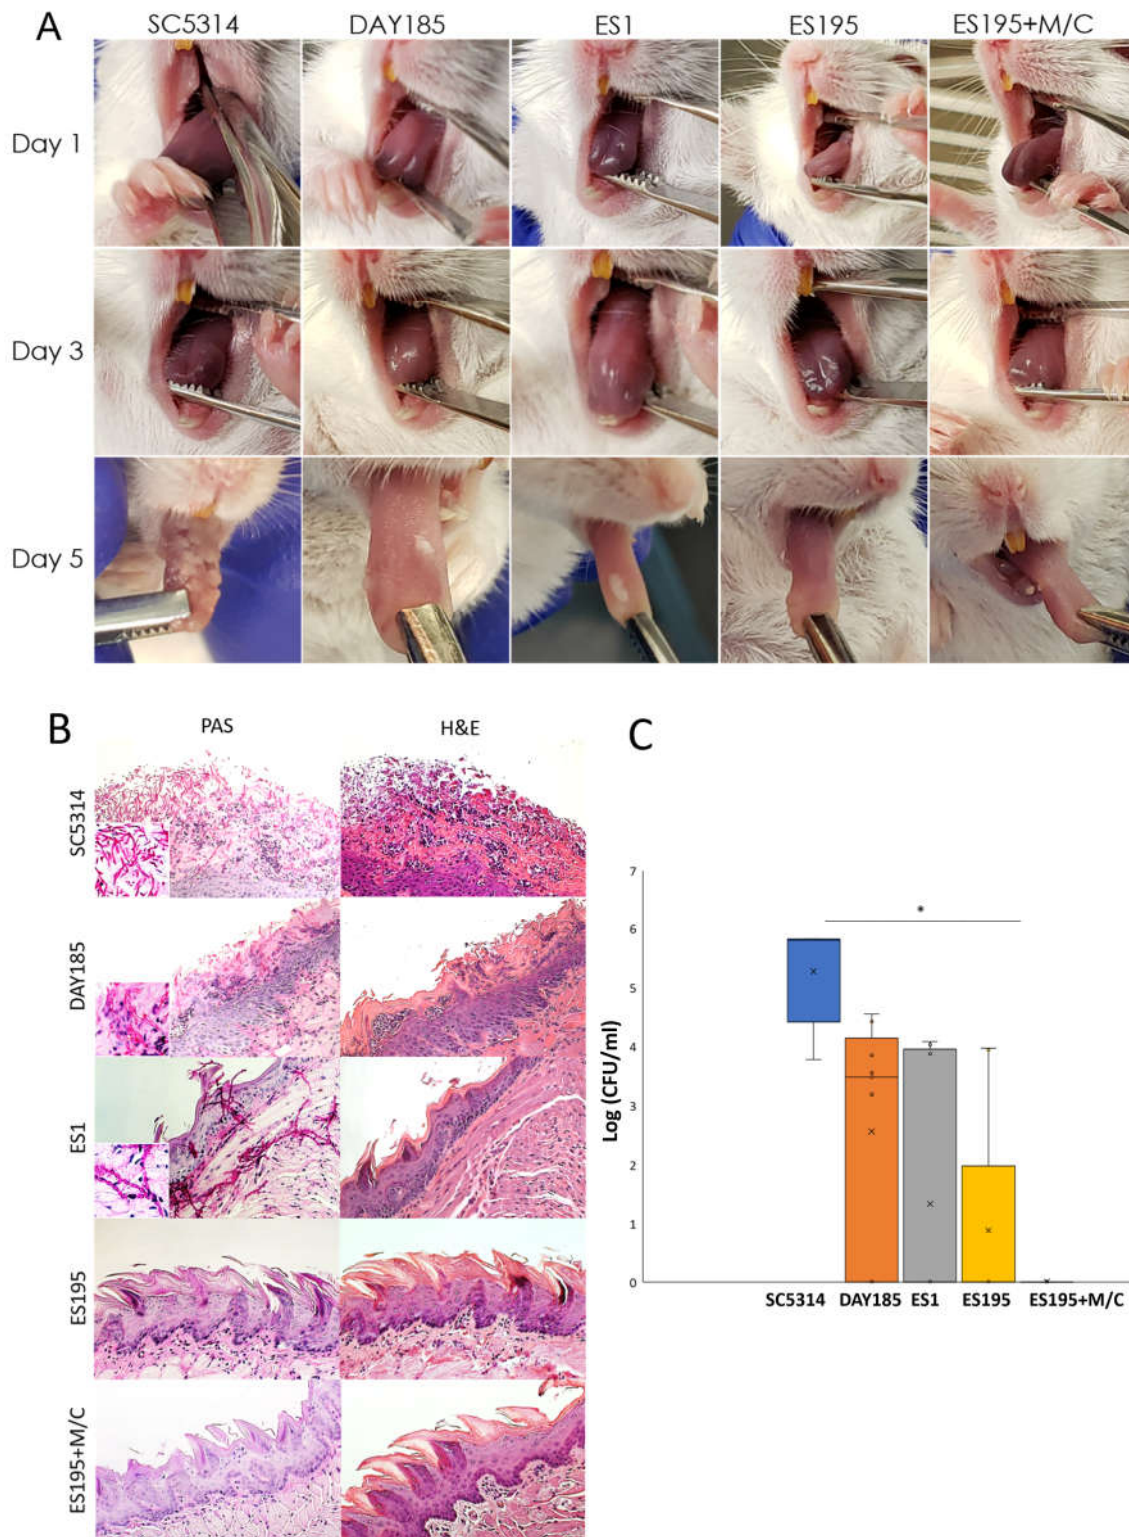 A
SC5314 DAY185 ES1 ES195 ES195+M/C
Day 1
Day 3
Day 5
B
PAS H&E
SC5314
DAY185
ES1
ES195
ES195+M/C
C
Log (CFU/ml)
7
*
6
5
4
3
2
1
0
SC5314 DAY185 ES1 ES195 ES195+M/C